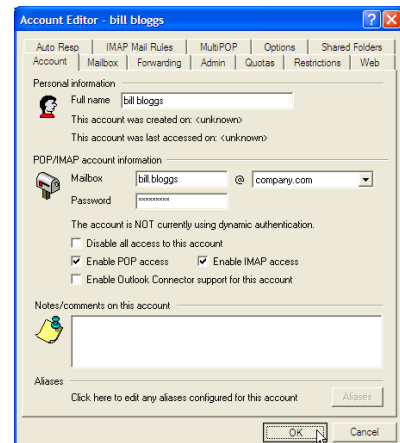 Account Editor - bill bloggs
Auto Resp IMAP Mail Rules MultiPOP Options Shared Folders
Account Mailbox Forwarding Admin Quotas Restrictions Web
Personal information
Full name bill bloggs
This account was created on: <unknown>
This account was last accessed on: <unknown>
POP/IMAP account information
Mailbox bill.bloggs @ company.com
Password xxxxxxxxx
The account is NOT currently using dynamic authentication.
Disable all access to this account
Enable POP access Enable IMAP access
Enable Outlook Connector support for this account
Notes/comments on this account
Aliases
Click here to edit any aliases configured for this account Aliases
OK Cancel